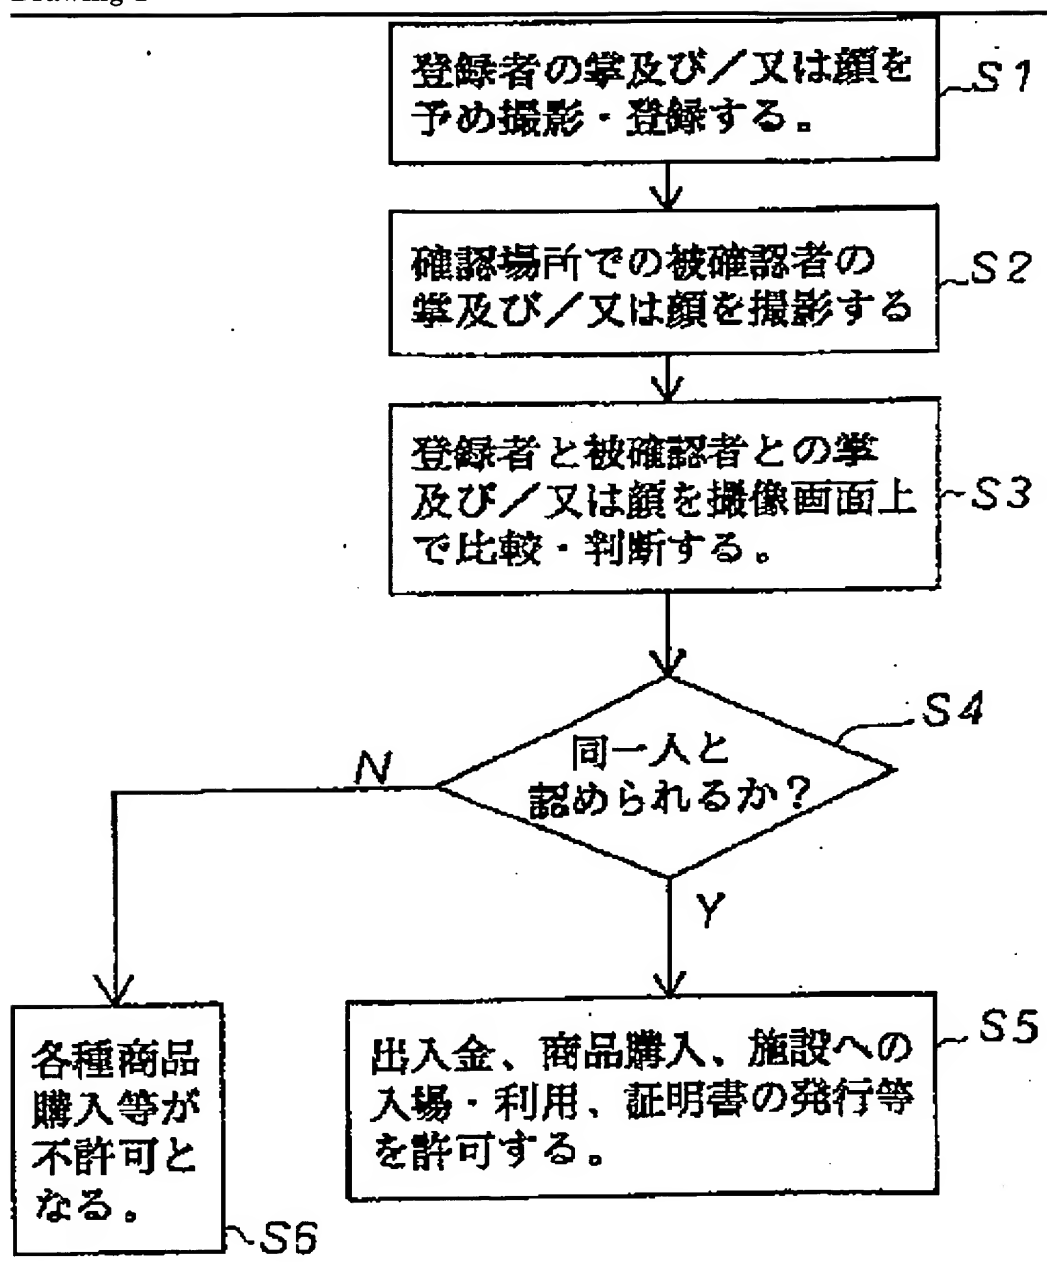 登録者の掌及び/又は顔を
予め撮影・登録する。
S1
確認場所での被確認者の
掌及び/又は顔を撮影する
S2
登録者と被確認者との掌
及び/又は顔を撮像画面上
で比較・判断する。
S3
S4
同一人と
認められるか?
N
Y
各種商品
購入等が
不許可と
なる。
S6
出入金、商品購入、施設への
入場・利用、証明書の発行等
を許可する。
S5